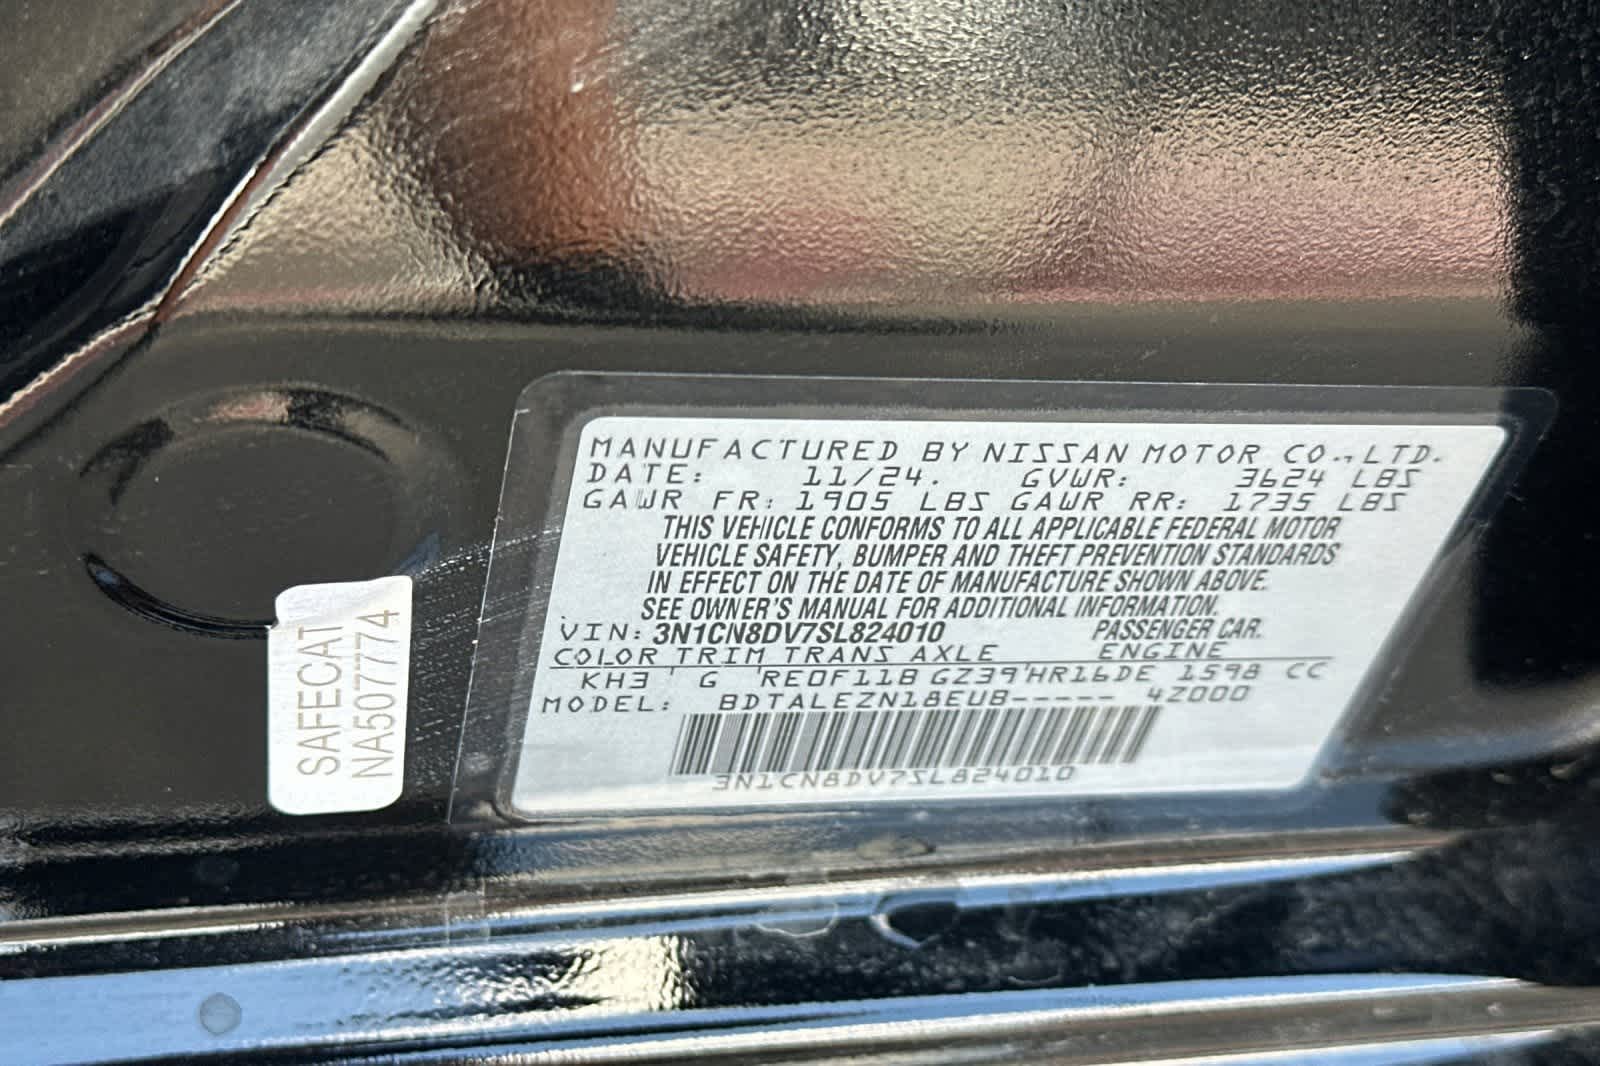 MANUFACTURED BY NISSAN MOTOR CO., LTD.
DATE: 11/24. GVWR: 3624 LBS
GAWR FR: 1905 LBS GAWR RR: 1735 LBS
THIS VEHICLE CONFORMS TO ALL APPLICABLE FEDERAL MOTOR
VEHICLE SAFETY, BUMPER AND THEFT PREVENTION STANDARDS
IN EFFECT ON THE DATE OF MANUFACTURE SHOWN ABOVE.
SEE OWNER'S MANUAL FOR ADDITIONAL INFORMATION.
VIN: 3N1CN8DV7SL824010 PASSENGER CAR.
COLOR TRIM TRANS AXLE ENGINE
KH3 ' G 'RE0F11B GZ39'HR16DE 1598 CC
MODEL: BDTALEZN18EUB----- 42000
3N1CN8DV7SL824010
SAFECAT
NA5077774